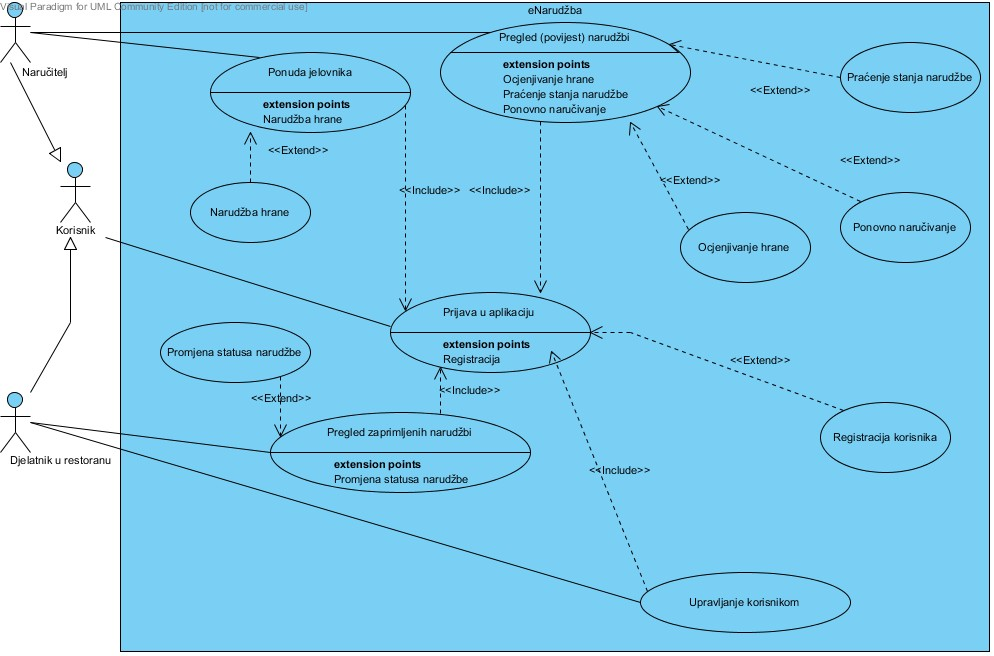 Visual Paradigm for UML Community Edition [not for commercial use]
eNarudžba
Naručitelj
Ponuda jelovnika
extension points
Narudžba hrane
Pregled (povijest) narudžbi
extension points
Ocjenjivanje hrane
Praćenje stanja narudžbe
Ponovno naručivanje
Praćenje stanja narudžbe
<<Extend>>
<<Extend>>
<<Extend>>
<<Extend>>
<<Include>>
<<Include>>
Narudžba hrane
Korisnik
Ponovno naručivanje
Ocjenjivanje hrane
Prijava u aplikaciju
extension points
Registracija
Promjena statusa narudžbe
<<Extend>>
<<Extend>>
<<Include>>
Pregled zaprimljenih narudžbi
extension points
Promjena statusa narudžbe
Registracija korisnika
Djelatnik u restoranu
<<Include>>
Upravljanje korisnikom